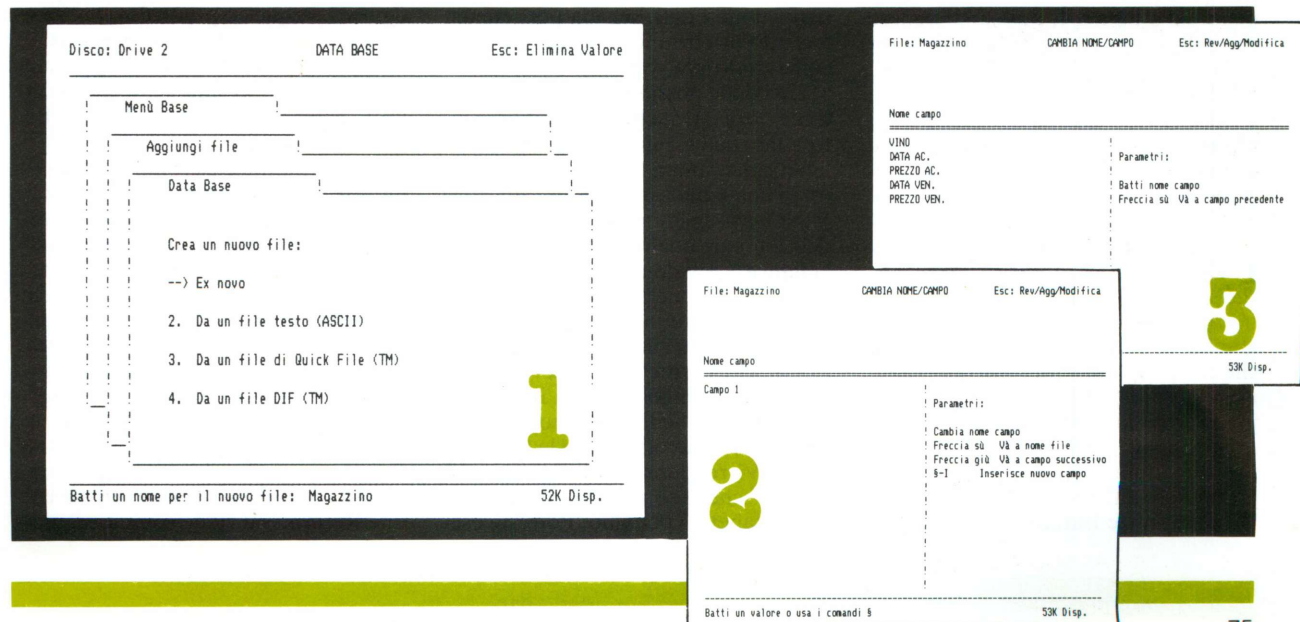 Disco: Drive 2 DATA BASE Esc: Elimina Valore
Menù Base
Aggiungi file
Data Base
Crea un nuovo file:
--> Ex novo
2. Da un file testo (ASCII)
3. Da un file di Quick File (TM)
4. Da un file DIF (TM)
1
Batti un nome per il nuovo file: Magazzino 52K Disp.
File: Magazzino CAMBIA NOME/CAMPO Esc: Rev/Agg/Modifica
Nome campo
Campo 1
Parametri:
Cambia nome campo
Freccia sù Và a nome file
Freccia giù Và a campo successivo
§-I Inserisce nuovo campo
2
Batti un valore o usa i comandi § 53K Disp.
File: Magazzino CAMBIA NOME/CAMPO Esc: Rev/Agg/Modifica
Nome campo
VINO
DATA AC.
PREZZO AC.
DATA VEN.
PREZZO VEN.
Parametri:
Batti nome campo
Freccia sù Và a campo precedente
3
53K Disp.